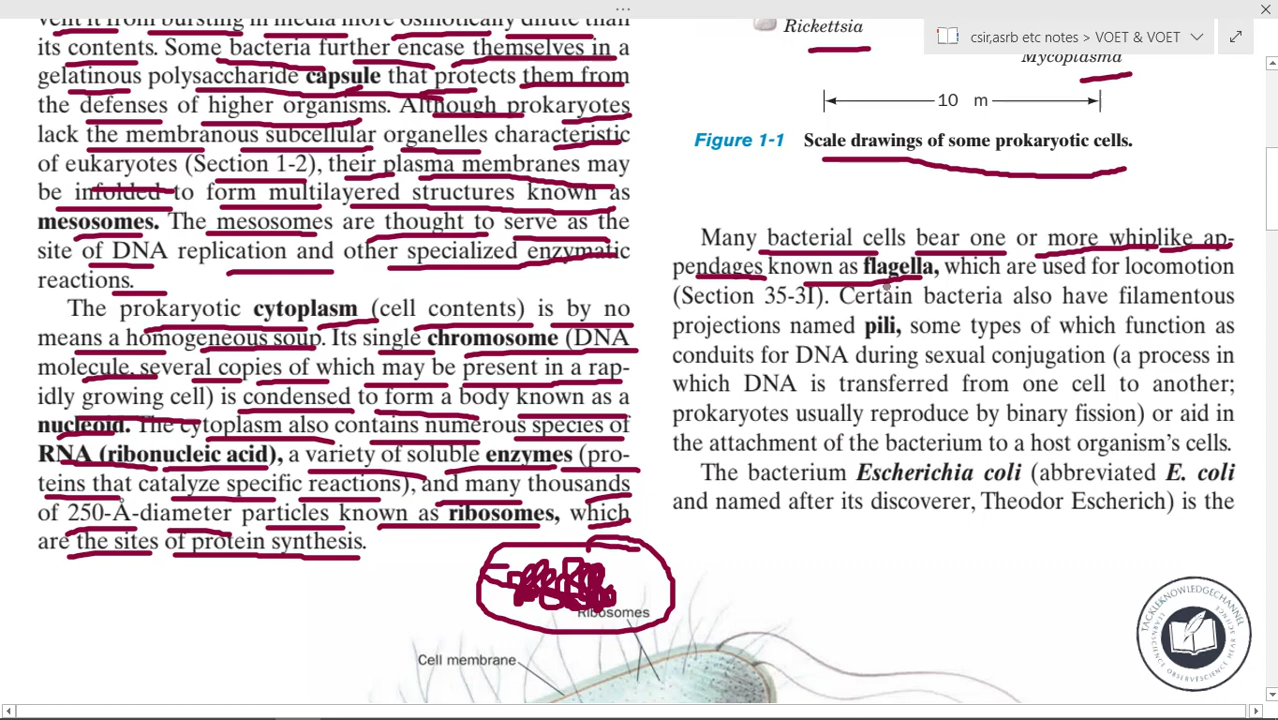 vent it from bursting in media more osmotically dilute than
its contents. Some bacteria further encase themselves in a
gelatinous polysaccharide capsule that protects them from
the defenses of higher organisms. Although prokaryotes
lack the membranous subcellular organelles characteristic
of eukaryotes (Section 1-2), their plasma membranes may
be infolded to form multilayered structures known as
mesosomes. The mesosomes are thought to serve as the
site of DNA replication and other specialized enzymatic
reactions.
The prokaryotic cytoplasm (cell contents) is by no
means a homogeneous soup. Its single chromosome (DNA
molecule, several copies of which may be present in a rap-
idly growing cell) is condensed to form a body known as a
nucleoid. The cytoplasm also contains numerous species of
RNA (ribonucleic acid), a variety of soluble enzymes (pro-
teins that catalyze specific reactions), and many thousands
of 250-Å-diameter particles known as ribosomes, which
are the sites of protein synthesis.
Ribosomes
Cell membrane
Rickettsia
csir,asrb etc notes > VOET & VOET
Mycoplasma
10 m
Figure 1-1 Scale drawings of some prokaryotic cells.
Many bacterial cells bear one or more whiplike ap-
pendages known as flagella, which are used for locomotion
(Section 35-3I). Certain bacteria also have filamentous
projections named pili, some types of which function as
conduits for DNA during sexual conjugation (a process in
which DNA is transferred from one cell to another;
prokaryotes usually reproduce by binary fission) or aid in
the attachment of the bacterium to a host organism's cells.
The bacterium Escherichia coli (abbreviated E. coli
and named after its discoverer, Theodor Escherich) is the
TACKLEKNOWLEDGECHANNEL